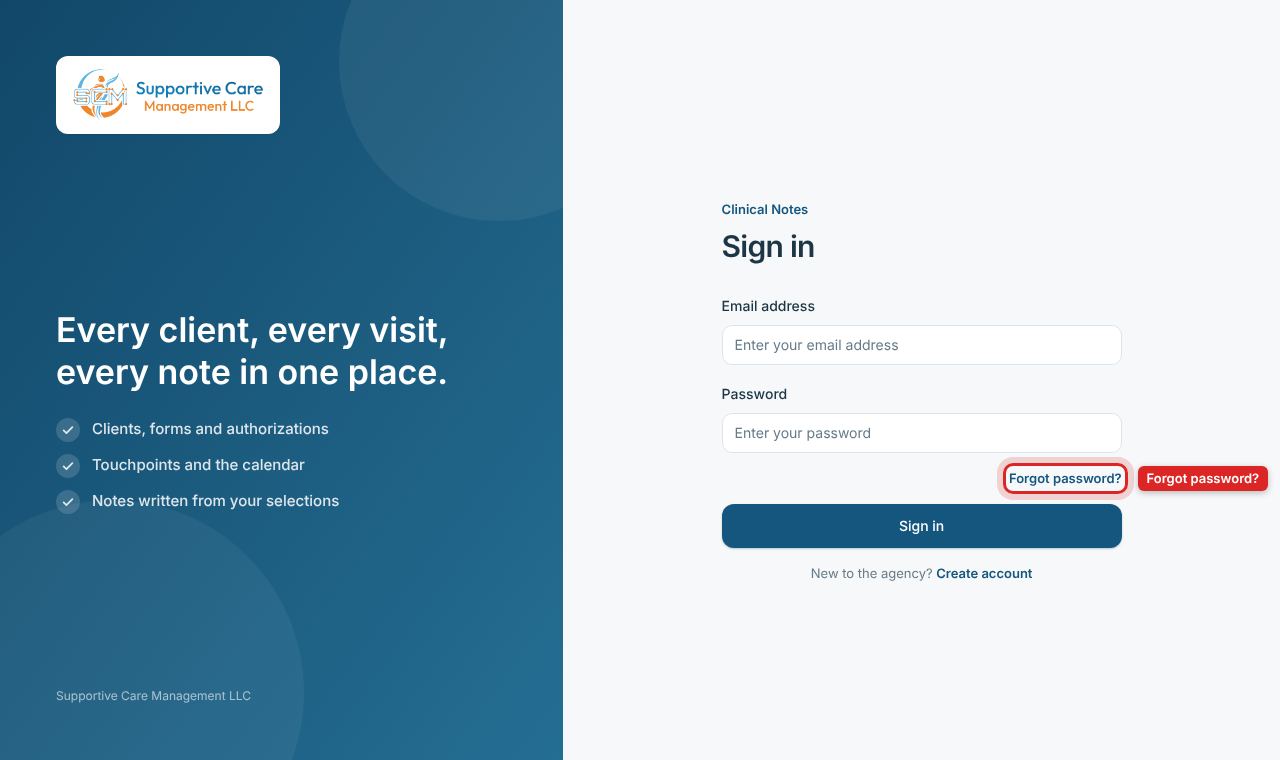 SCM
Supportive Care
Management LLC
Every client, every visit,
every note in one place.
Clients, forms and authorizations
Touchpoints and the calendar
Notes written from your selections
Supportive Care Management LLC
Clinical Notes
Sign in
Email address
Enter your email address
Password
Enter your password
Forgot password? Forgot password?
Sign in
New to the agency? Create account